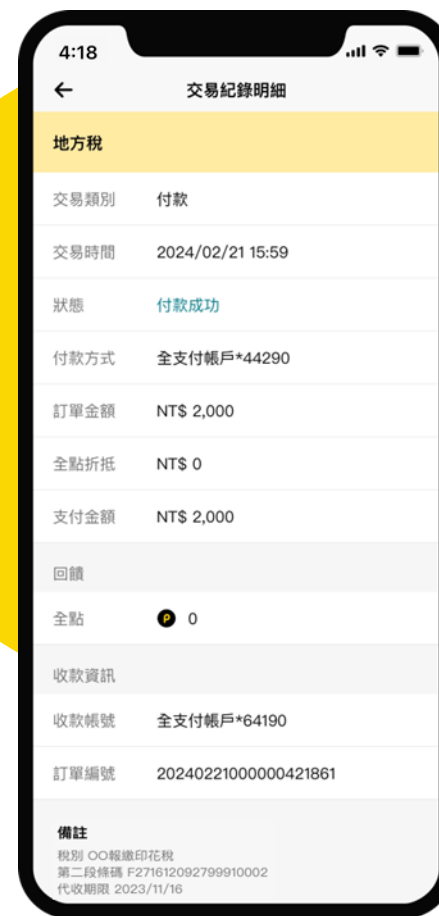 4:18
交易紀錄明細
地方稅
交易類別 付款
交易時間 2024/02/21 15:59
狀態 付款成功
付款方式 全支付帳戶*44290
訂單金額 NT$ 2,000
全點折抵 NT$ 0
支付金額 NT$ 2,000
回饋
全點 P 0
收款資訊
收款帳號 全支付帳戶*64190
訂單編號 20240221000000421861
備註
稅別 OO報繳印花稅
第二段條碼 F271612092799910002
代收期限 2023/11/16